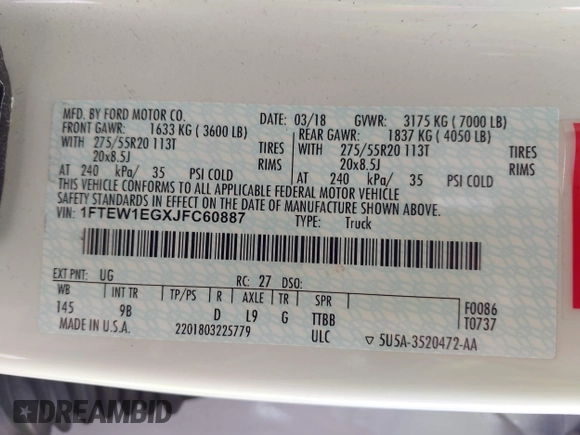 MFD. BY FORD MOTOR CO.
DATE: 03/18 GVWR: 3175 KG ( 7000 LB)
FRONT GAWR: 1633 KG ( 3600 LB) REAR GAWR: 1837 KG ( 4050 LB)
WITH 275/55R20 113T TIRES WITH 275/55R20 113T TIRES
20x8.5J RIMS 20x8.5J RIMS
AT 240 kPa/ 35 PSI COLD AT 240 kPa/ 35 PSI COLD
THIS VEHICLE CONFORMS TO ALL APPLICABLE FEDERAL MOTOR VEHICLE
SAFETY STANDARDS IN EFFECT ON THE DATE OF MANUFACTURE SHOWN ABOVE.
VIN: 1FTEW1EGXJFC60887 TYPE: Truck
EXT PNT: UG RC: 27 DSO:
WB INT TR TP/PS R AXLE TR SPR F0086
145 9B D L9 G TTBB T0737
MADE IN U.S.A. 2201803225779 ULC 5U5A-3520472-AA
DREAMBID